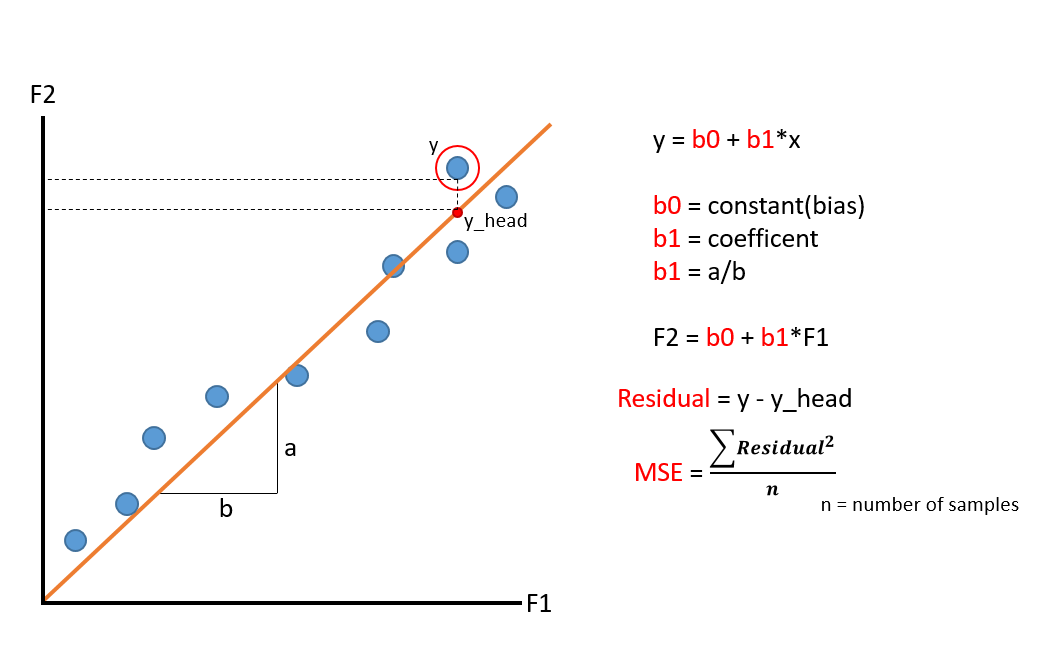 F2
y
y_head
a
b
F1
y = b0 + b1*x
b0 = constant(bias)
b1 = coefficent
b1 = a/b
F2 = b0 + b1*F1
Residual = y - y_head
MSE = ∑Residual² / n
n = number of samples